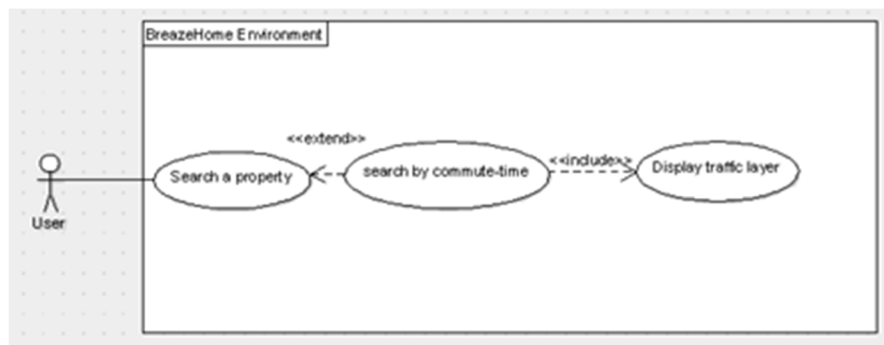 BreazeHome Environment
<<extend>>
<<include>>
Search a property
search by commute-time
Display traffic layer
User